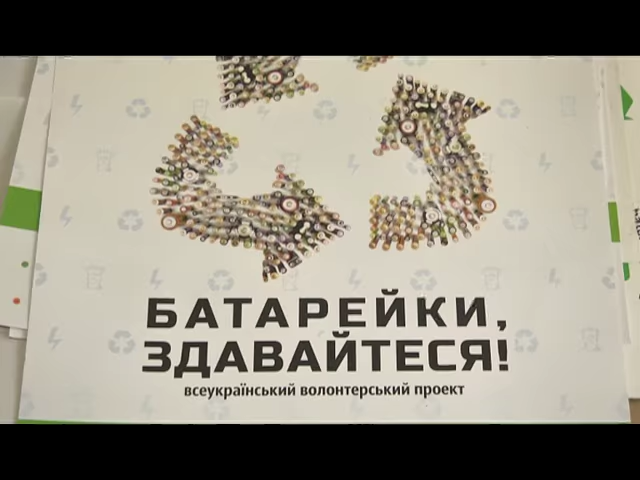 БАТАРЕЙКИ,
ЗДАВАЙТЕСЯ!
всеукраїнський волонтерський проект